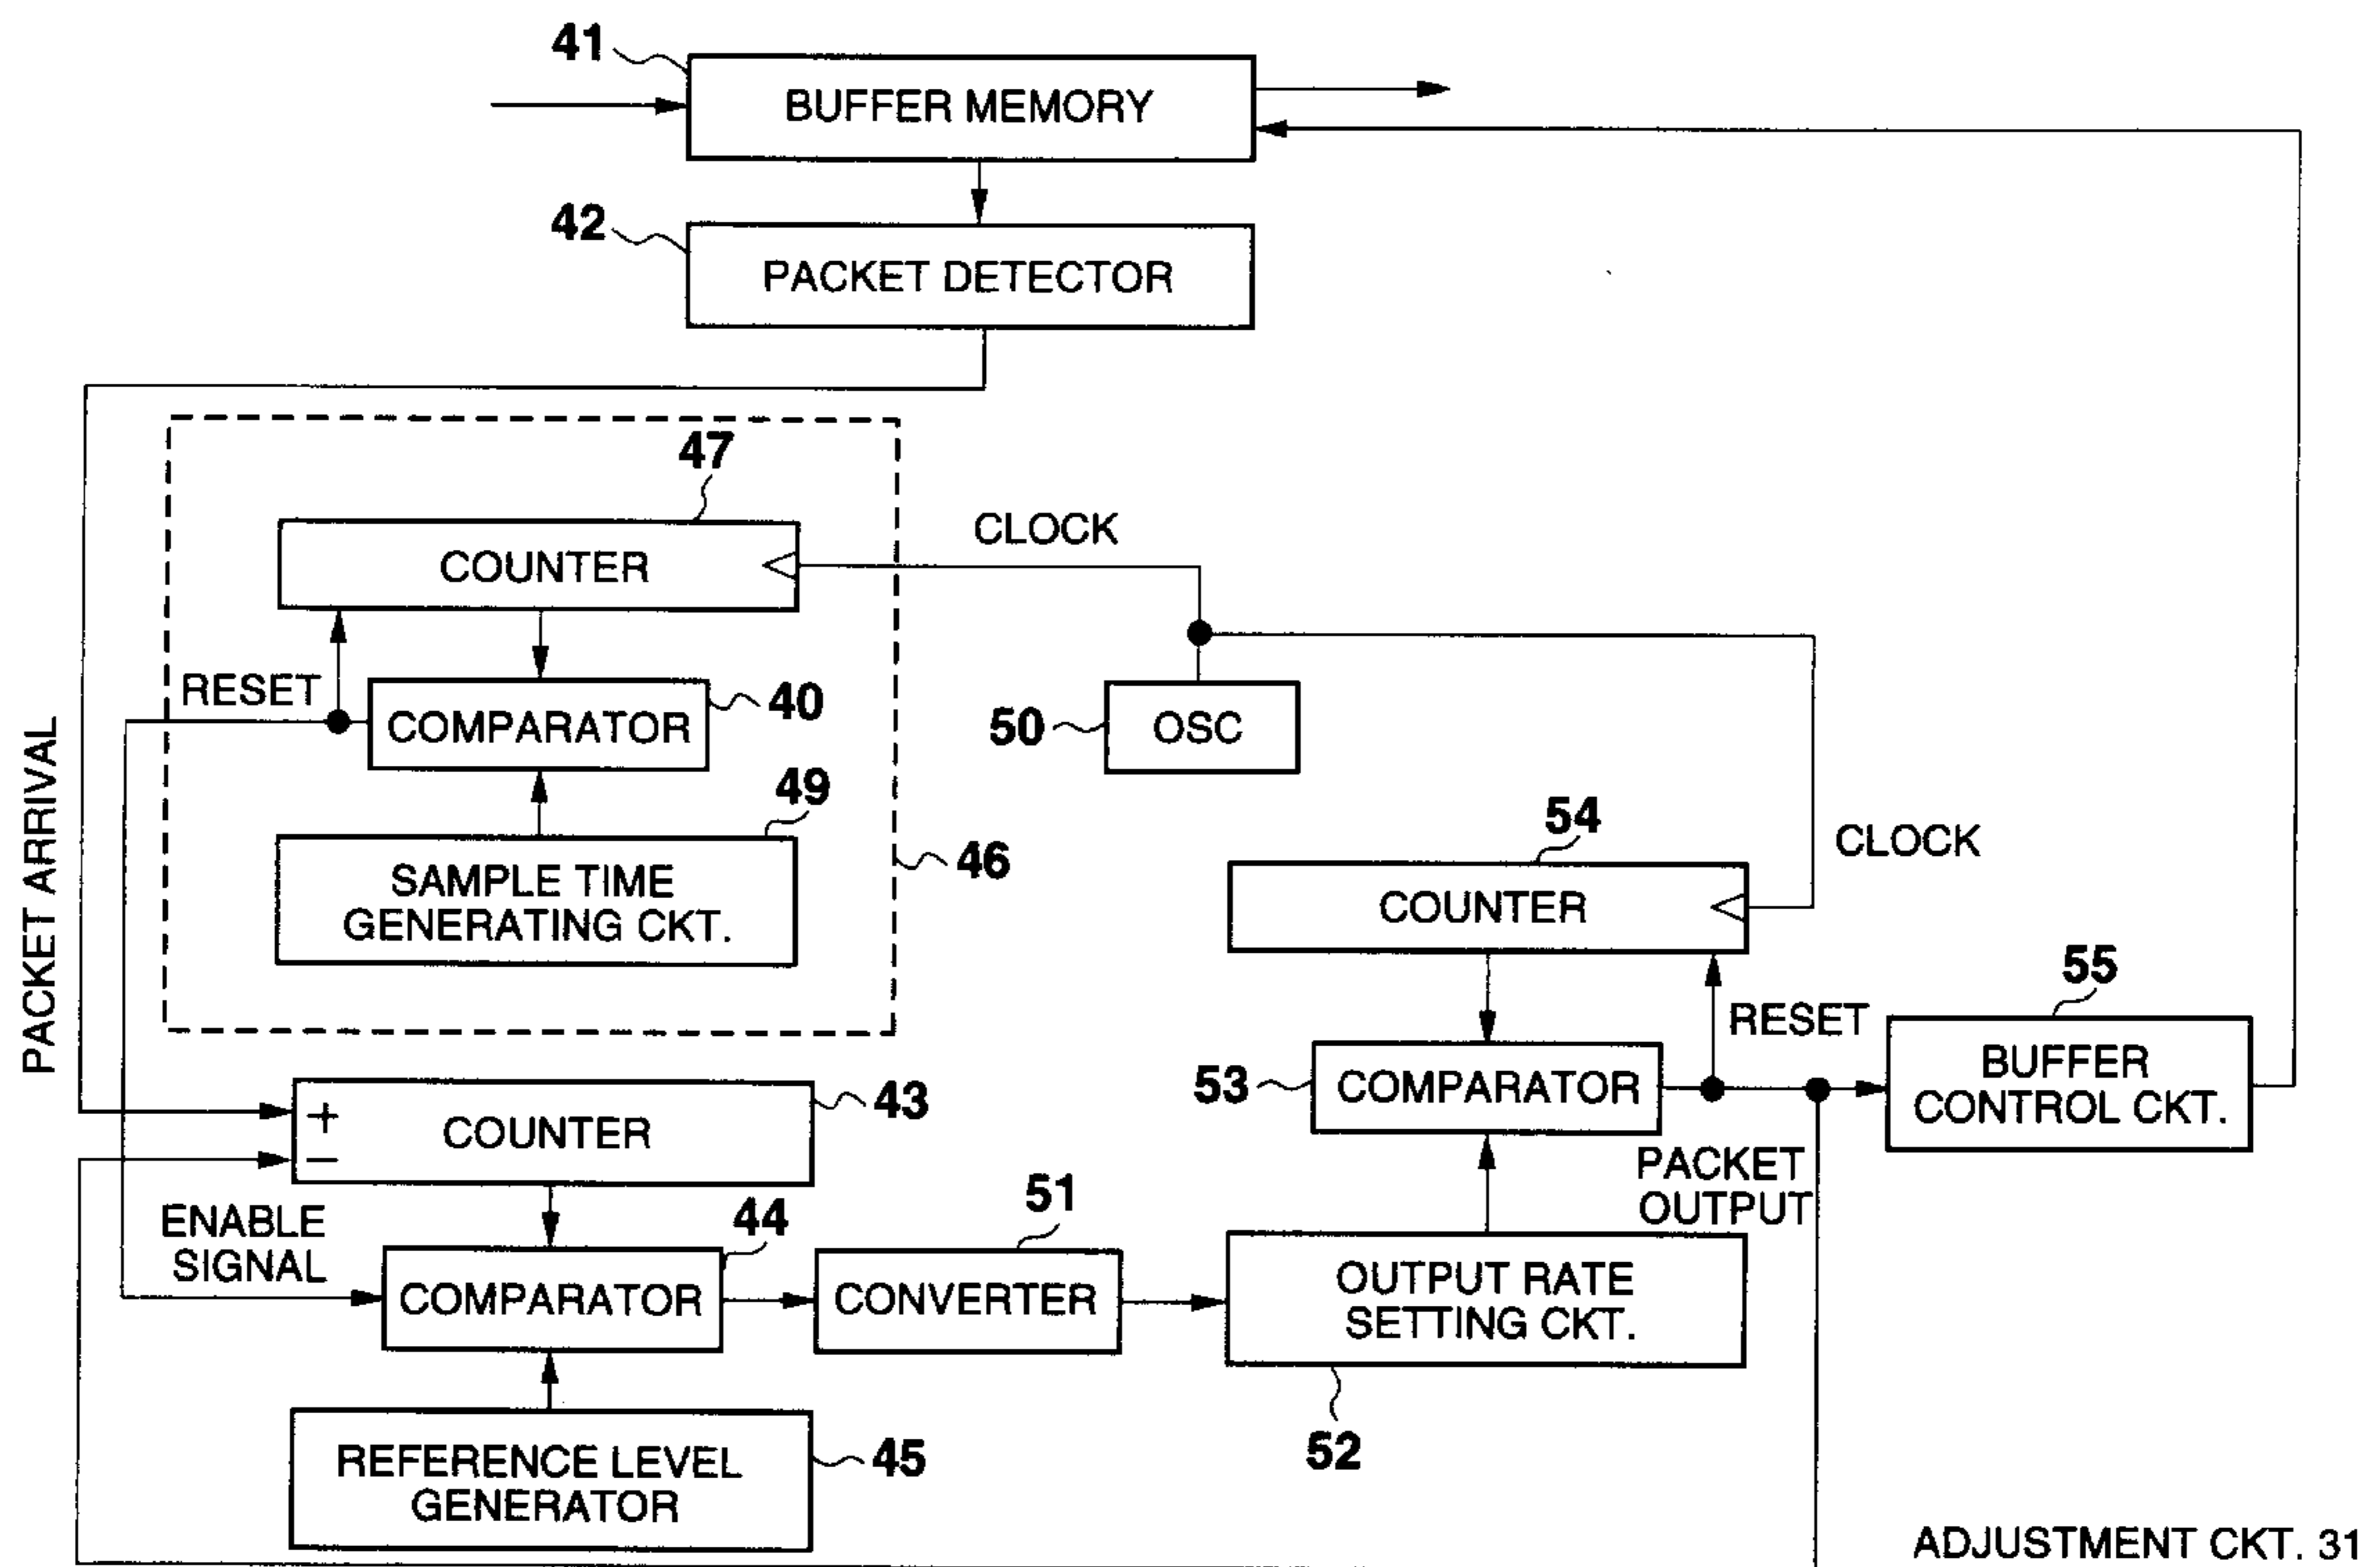 41
BUFFER MEMORY
42
PACKET DETECTOR
47
COUNTER
CLOCK
RESET
COMPARATOR
40
50
OSC
49
SAMPLE TIME
GENERATING CKT.
46
PACKET ARRIVAL
54
COUNTER
CLOCK
RESET
55
53
COMPARATOR
BUFFER
CONTROL CKT.
PACKET
OUTPUT
+
COUNTER
−
43
ENABLE
SIGNAL
44
COMPARATOR
51
CONVERTER
OUTPUT RATE
SETTING CKT.
52
REFERENCE LEVEL
GENERATOR
45
ADJUSTMENT CKT. 31